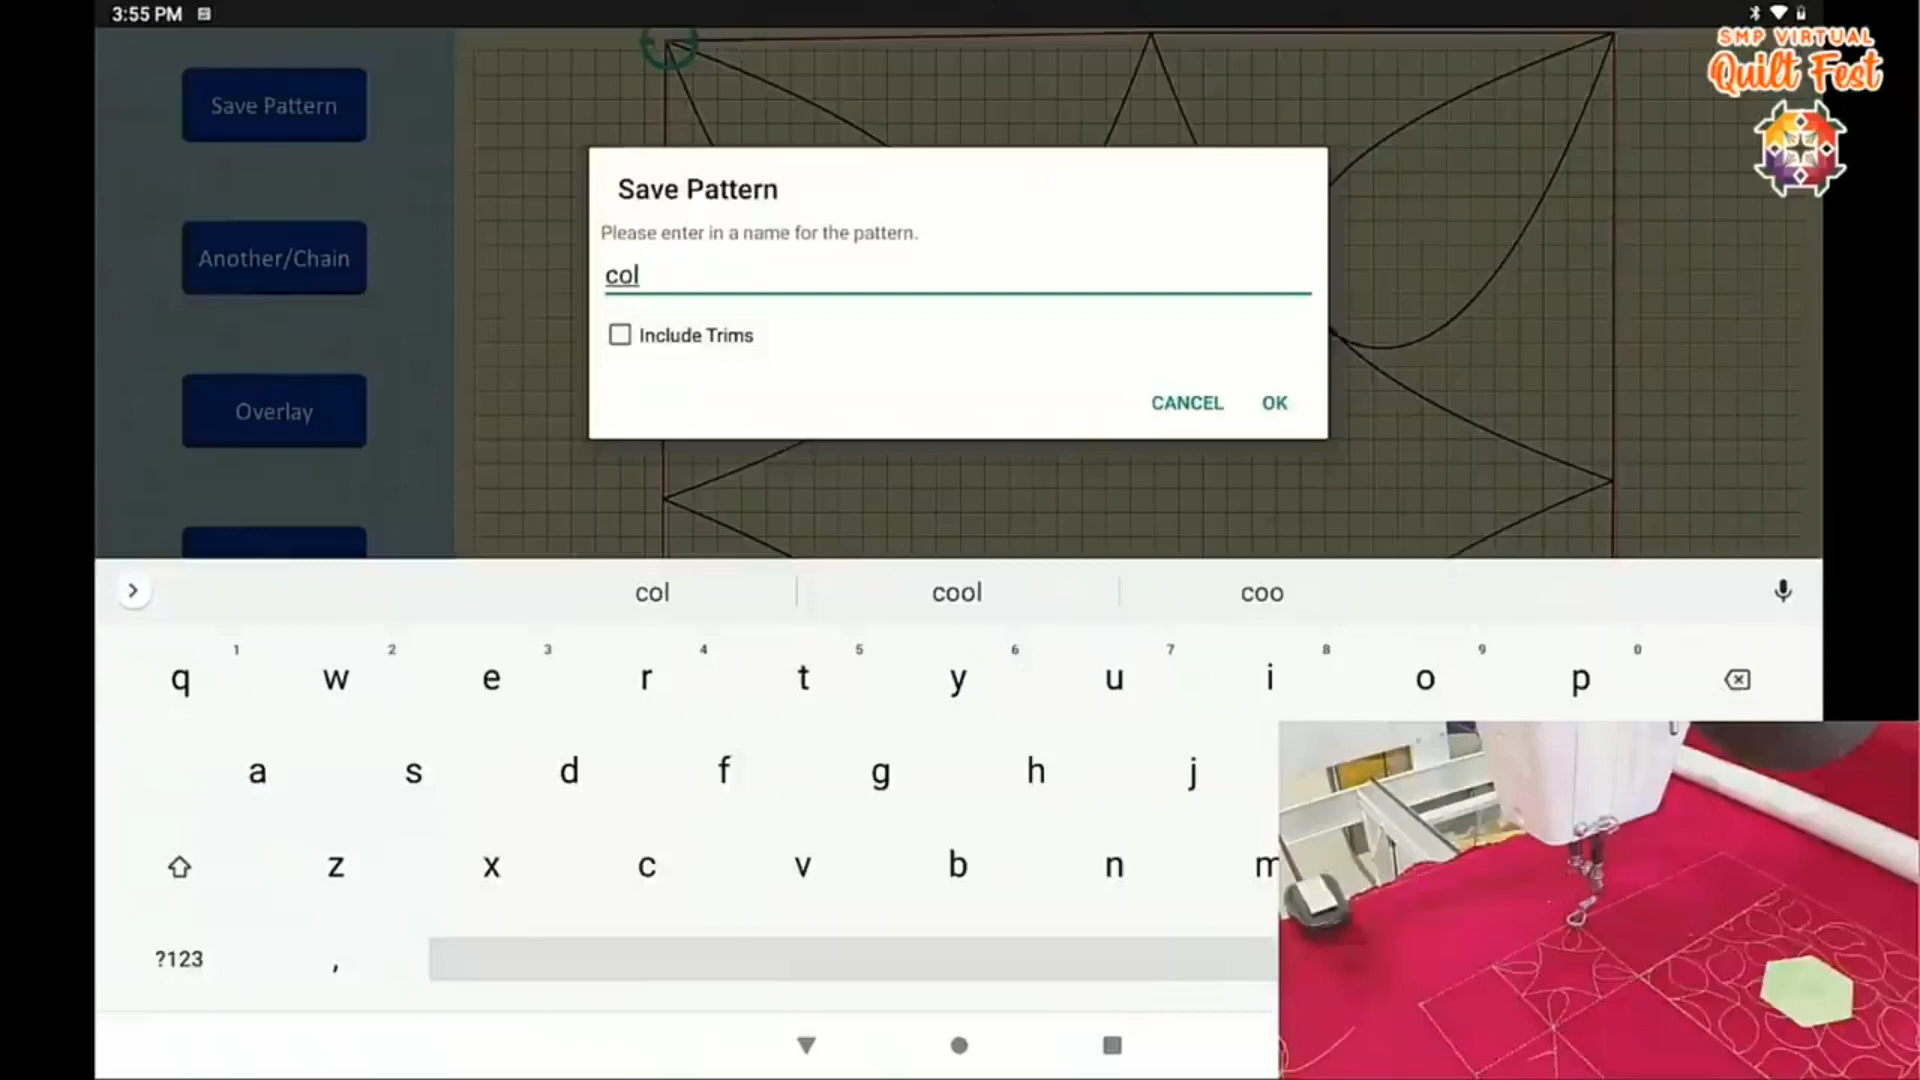 3:55 PM
SMP VIRTUAL
Quilt Fest
Save Pattern
Another/Chain
Overlay
Save Pattern
Please enter in a name for the pattern.
col
Include Trims
CANCEL OK
col cool coo
1 2 3 4 5 6 7 8 9 0
q w e r t y u i o p
a s d f g h j
z x c v b n m
?123 ,